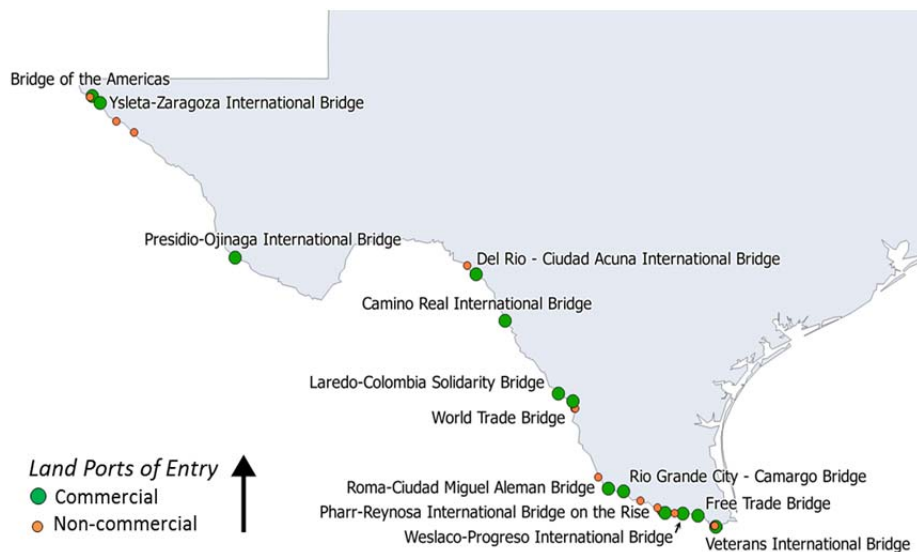 Bridge of the Americas
Ysleta-Zaragoza International Bridge
Presidio-Ojinaga International Bridge
Del Rio - Ciudad Acuna International Bridge
Camino Real International Bridge
Laredo-Colombia Solidarity Bridge
World Trade Bridge
Rio Grande City - Camargo Bridge
Roma-Ciudad Miguel Aleman Bridge
Free Trade Bridge
Pharr-Reynosa International Bridge on the Rise
Weslaco-Progreso International Bridge
Veterans International Bridge
Land Ports of Entry
Commercial
Non-commercial